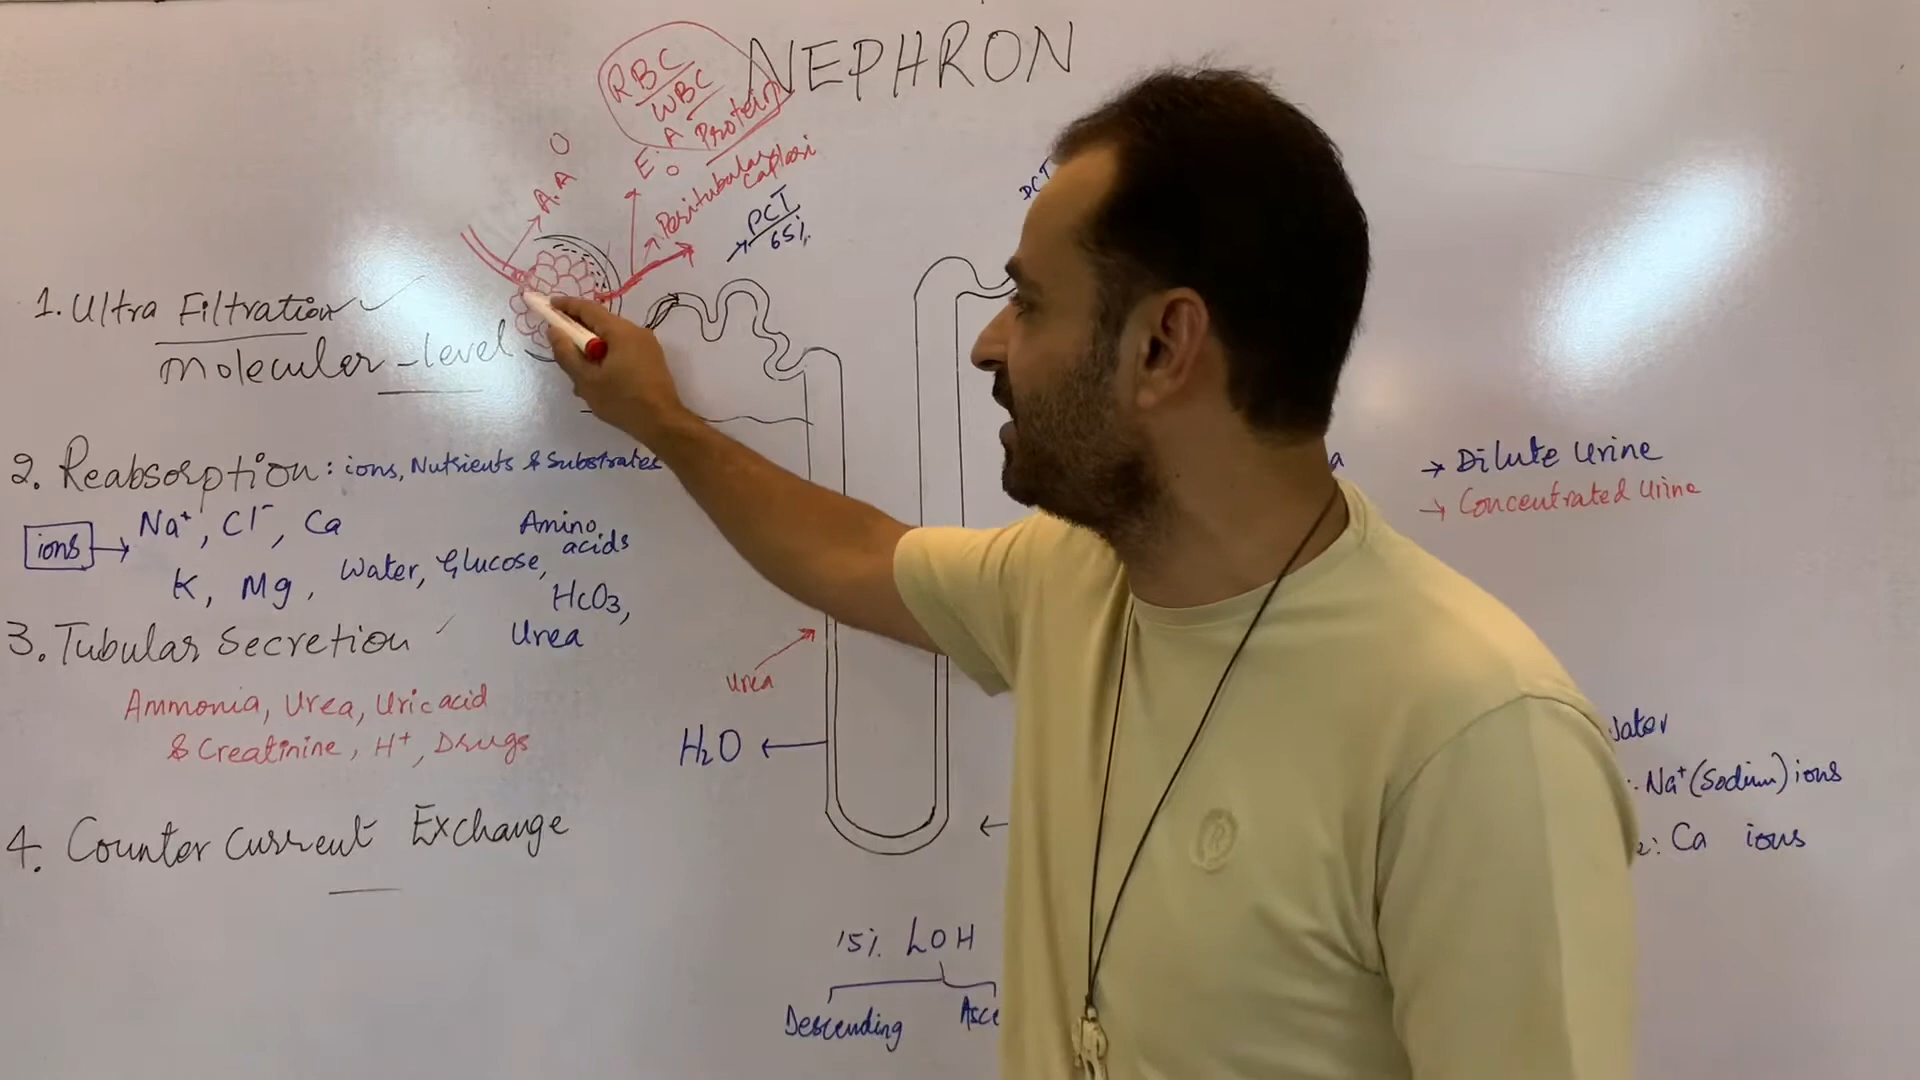 NEPHRON
RBC
WBC
Protein
A.A
E.A
Peritubular
PCT
65%
DCT
1. Ultra Filtration
Molecular-level
2. Reabsorption: ions, Nutrients & Substrates
ions → Na⁺, Cl⁻, Ca
K, Mg, Water, Glucose,
Amino
acids
HCO3,
Urea
3. Tubular Secretion
Ammonia, Urea, Uric acid
& Creatinine, H⁺, Drugs
4. Counter Current Exchange
Urea
H₂O
15% LOH
Descending
→ Dilute Urine
→ Concentrated Urine
Na⁺(Sodium) ions
Ca ions
R